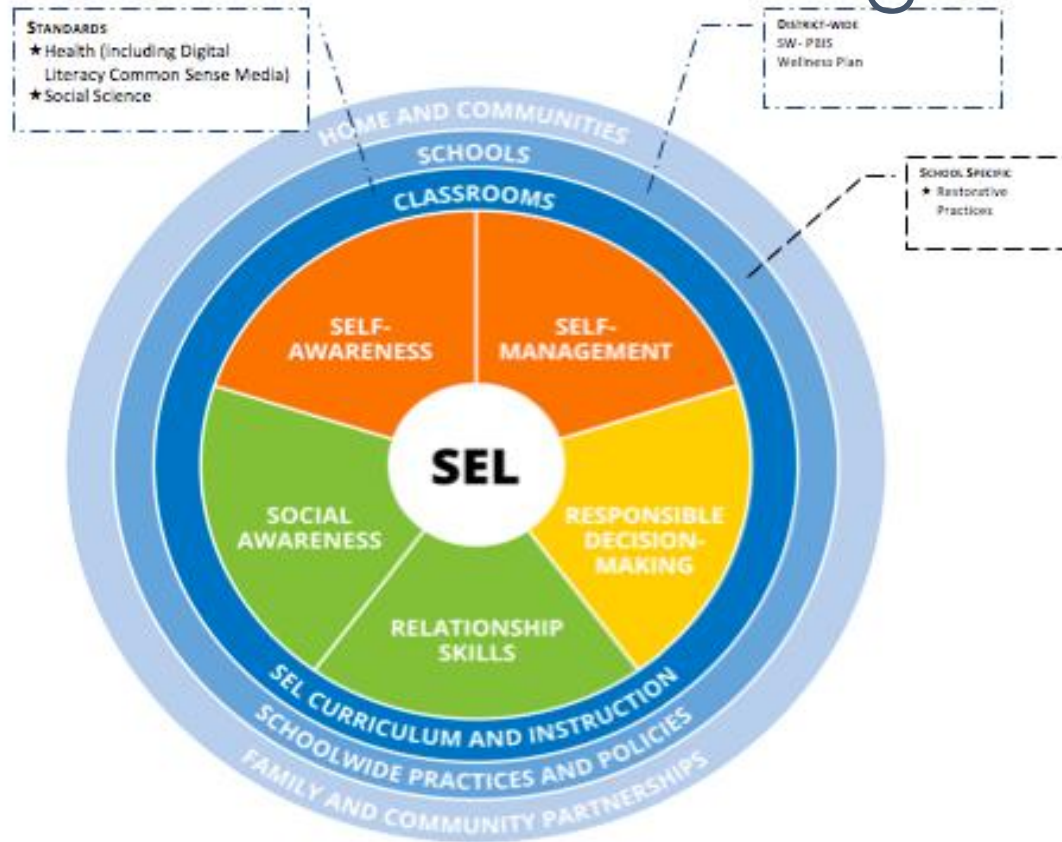 STANDARDS
★ Health (including Digital
Literacy Common Sense Media)
★ Social Science
DISTRICT-WIDE
SW- PBIS
Wellness Plan
SCHOOL SPECIFIC
★ Restorative
Practices
HOME AND COMMUNITIES
SCHOOLS
CLASSROOMS
SELF-
AWARENESS
SELF-
MANAGEMENT
SEL
SOCIAL
AWARENESS
RESPONSIBLE
DECISION-
MAKING
RELATIONSHIP
SKILLS
SEL CURRICULUM AND INSTRUCTION
SCHOOLWIDE PRACTICES AND POLICIES
FAMILY AND COMMUNITY PARTNERSHIPS